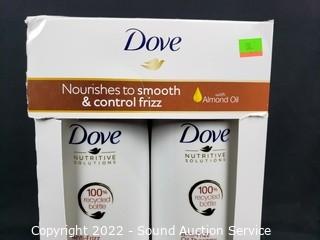 Dove
Nourishes to smooth
& control frizz
with
Almond Oil
Dove
NUTRITIVE
SOLUTIONS
100%
recycled
bottle
Dove
NUTRITIVE
SOLUTIONS
100%
recycled
bottle
Copyright 2022 - Sound Auction Service